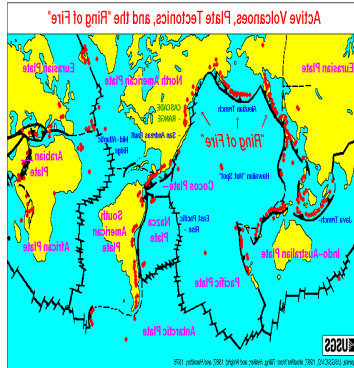 Active Volcanoes, Plate Tectonics, and the "Ring of Fire"
Eurasian Plate
North American Plate
Eurasian Plate
Aleutian Trench
CASCADE
RANGE
"Ring of Fire"
San Andreas Fault
Mid-Atlantic
Ridge
Arabian
Plate
Hawaiian "Hot Spot"
Cocos Plate
Java Trench
East Pacific
Rise
Nazca
Plate
South
American
Plate
African Plate
Indo-Australian Plate
Pacific Plate
Antarctic Plate
USGS